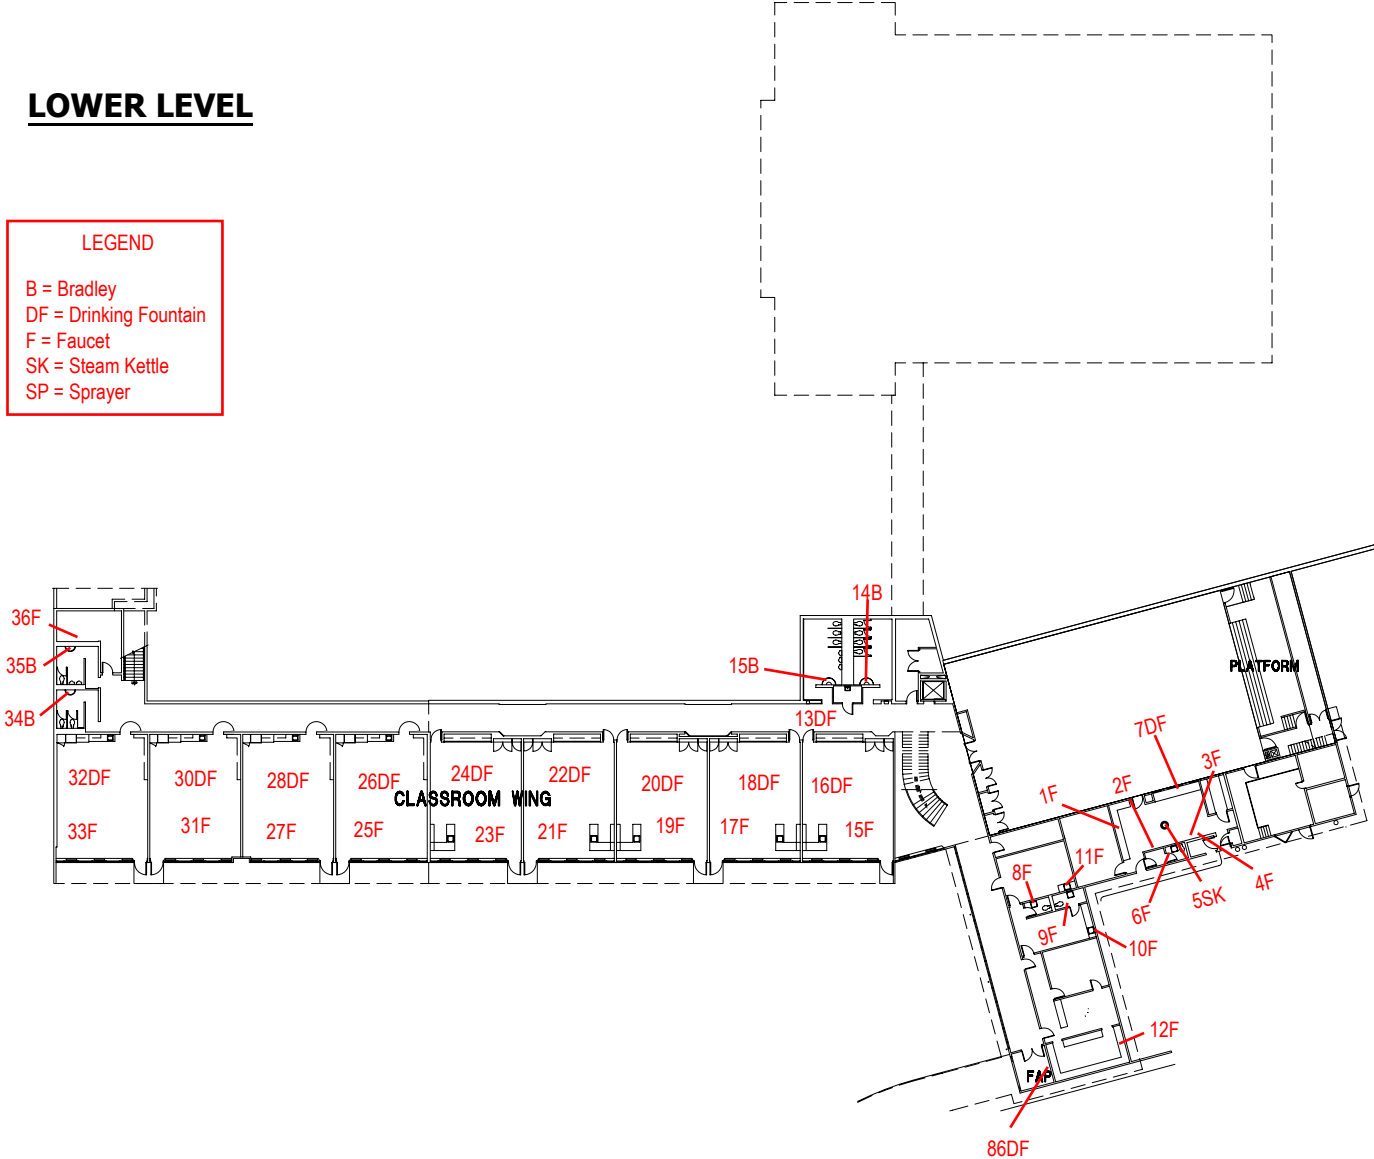 LOWER LEVEL
LEGEND
B = Bradley
DF = Drinking Fountain
F = Faucet
SK = Steam Kettle
SP = Sprayer
14B
36F
35B
15B
PLATFORM
34B
13DF
7DF
3F
2F
1F
32DF
30DF
28DF
26DF
24DF
22DF
20DF
18DF
16DF
CLASSROOM WING
33F
31F
27F
25F
23F
21F
19F
17F
15F
11F
8F
4F
5SK
6F
9F
10F
12F
FAP
86DF